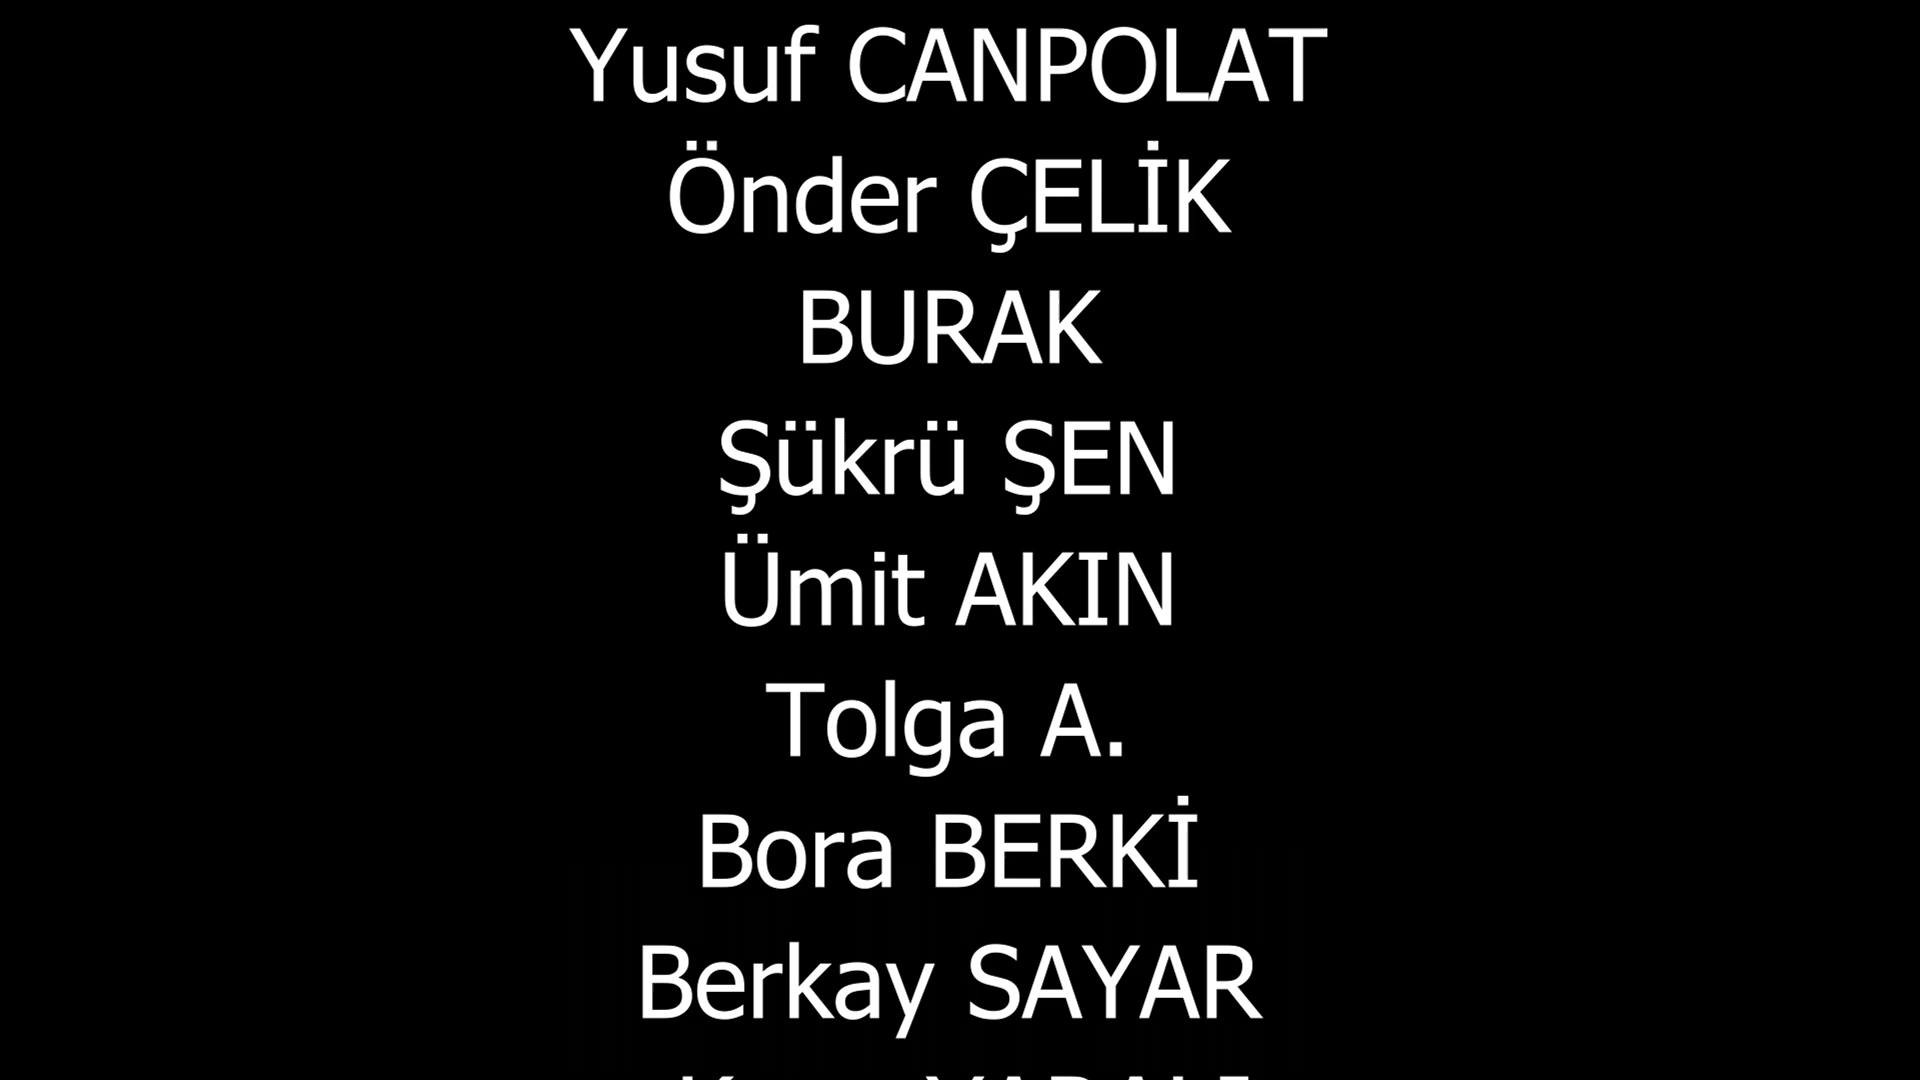 Yusuf CANPOLAT
Önder ÇELİK
BURAK
Şükrü ŞEN
Ümit AKIN
Tolga A.
Bora BERKİ
Berkay SAYAR